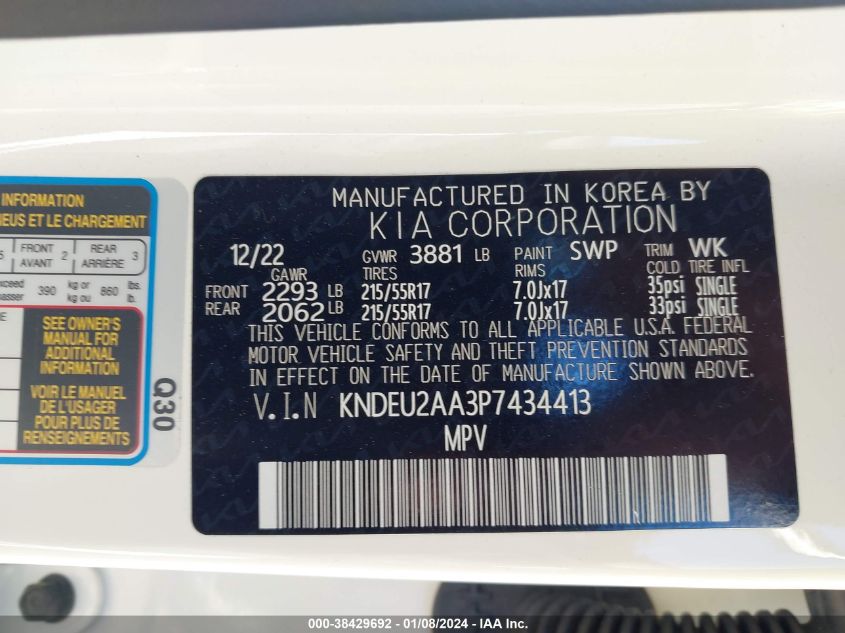 INFORMATION
NEUS ET LE CHARGEMENT
5 FRONT AVANT 2 REAR ARRIÈRE 3
390 kg or kg ou 860 lbs. lb.
SEE OWNER'S
MANUAL FOR
ADDITIONAL
INFORMATION
VOIR LE MANUEL
DE L'USAGER
POUR PLUS DE
RENSEIGNEMENTS
Q30
MANUFACTURED IN KOREA BY
KIA CORPORATION
12/22 GVWR 3881 LB PAINT SWP TRIM WK
GAWR TIRES RIMS COLD TIRE INFL
FRONT 2293 LB 215/55R17 7.0Jx17 35psi SINGLE
REAR 2062 LB 215/55R17 7.0Jx17 33psi SINGLE
THIS VEHICLE CONFORMS TO ALL APPLICABLE U.S.A. FEDERAL
MOTOR VEHICLE SAFETY AND THEFT PREVENTION STANDARDS
IN EFFECT ON THE DATE OF MANUFACTURE SHOWN ABOVE.
V.I.N KNDEU2AA3P7434413
MPV
000-38429692 - 01/08/2024 - © IAA Holdings, LLC.